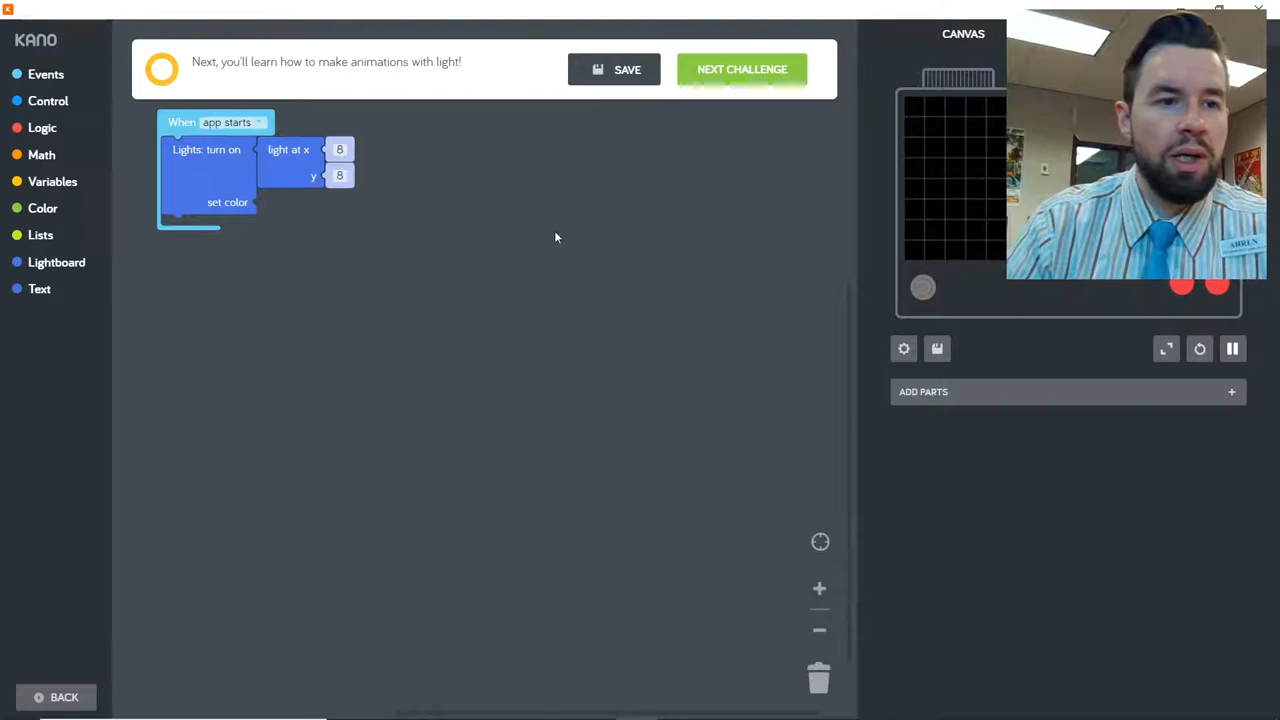 KANO
Events
Control
Logic
Math
Variables
Color
Lists
Lightboard
Text
BACK
Next, you'll learn how to make animations with light!
SAVE
NEXT CHALLENGE
When app starts
Lights: turn on light at x 8
y 8
set color
CANVAS
AHREN
ADD PARTS +